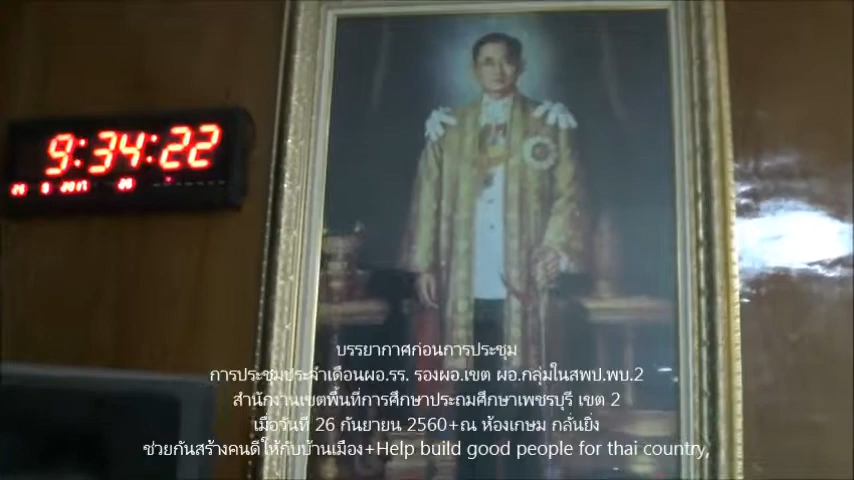 9:34:22
บรรยากาศก่อนการประชุม
การประชุมประจำเดือนผอ.รร. รองผอ.เขต ผอ.กลุ่มในสพป.พบ.2
สำนักงานเขตพื้นที่การศึกษาประถมศึกษาเพชรบุรี เขต 2
เมื่อวันที่ 26 กันยายน 2560+ณ ห้องเกษม กลั่นยิ่ง
ช่วยกันสร้างคนดีให้กับบ้านเมือง+Help build good people for thai country,